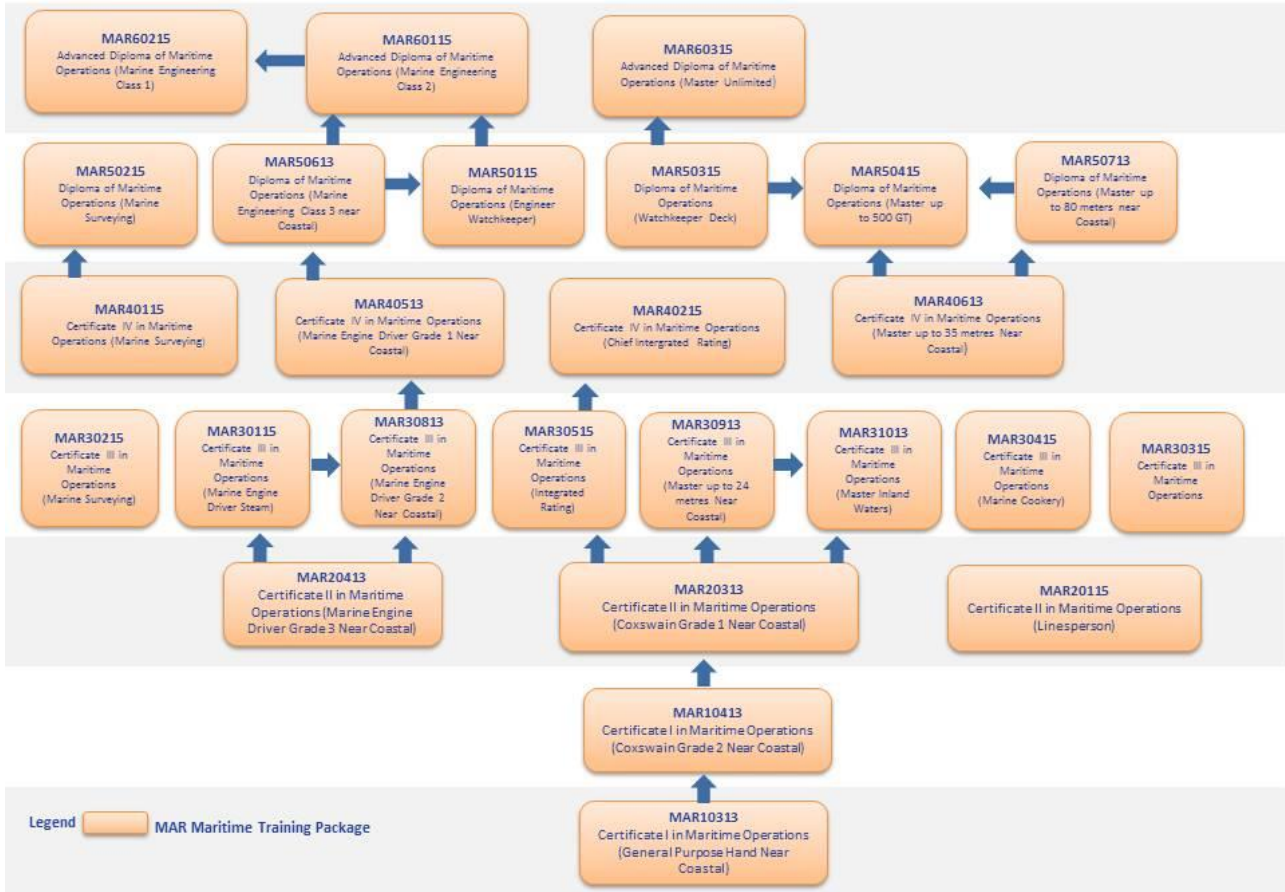 MAR60215
Advanced Diploma of Maritime
Operations (Marine Engineering
Class 1)
MAR60115
Advanced Diploma of Maritime
Operations (Marine Engineering
Class 2)
MAR60315
Advanced Diploma of Maritime
Operations (Master Unlimited)
MAR50215
Diploma of Maritime
Operations (Marine
Surveying)
MAR50613
Diploma of Maritime
Operations (Marine
Engineering Class 3 near
Coastal)
MAR50115
Diploma of Maritime
Operations (Engineer
Watchkeeper)
MAR50315
Diploma of Maritime
Operations
(Watchkeeper Deck)
MAR50415
Diploma of Maritime
Operations (Master up
to 500 GT)
MAR50713
Diploma of Maritime
Operations (Master up
to 80 meters near
Coastal)
MAR40115
Certificate IV in Maritime
Operations (Marine Surveying)
MAR40513
Certificate IV in Maritime Operations
(Marine Engine Driver Grade 1 Near
Coastal)
MAR40215
Certificate IV in Maritime Operations
(Chief Intergrated Rating)
MAR40613
Certificate IV in Maritime Operations
(Master up to 35 metres Near
Coastal)
MAR30215
Certificate III in
Maritime
Operations
(Marine Surveying)
MAR30115
Certificate III in
Maritime
Operations
(Marine Engine
Driver Steam)
MAR30813
Certificate III in
Maritime
Operations
(Marine Engine
Driver Grade 2
Near Coastal)
MAR30515
Certificate III in
Maritime
Operations
(Integrated
Rating)
MAR30913
Certificate III in
Maritime
Operations
(Master up to 24
metres Near
Coastal)
MAR31013
Certificate III in
Maritime
Operations
(Master Inland
Waters)
MAR30415
Certificate III in
Maritime
Operations
(Marine Cookery)
MAR30315
Certificate III in
Maritime
Operations
MAR20413
Certificate II in Maritime
Operations (Marine Engine
Driver Grade 3 Near Coastal)
MAR20313
Certificate II in Maritime Operations
(Coxswain Grade 1 Near Coastal)
MAR20115
Certificate II in Maritime Operations
(Linesperson)
MAR10413
Certificate I in Maritime Operations
(Coxswain Grade 2 Near Coastal)
MAR10313
Certificate I in Maritime Operations
(General Purpose Hand Near
Coastal)
Legend
MAR Maritime Training Package